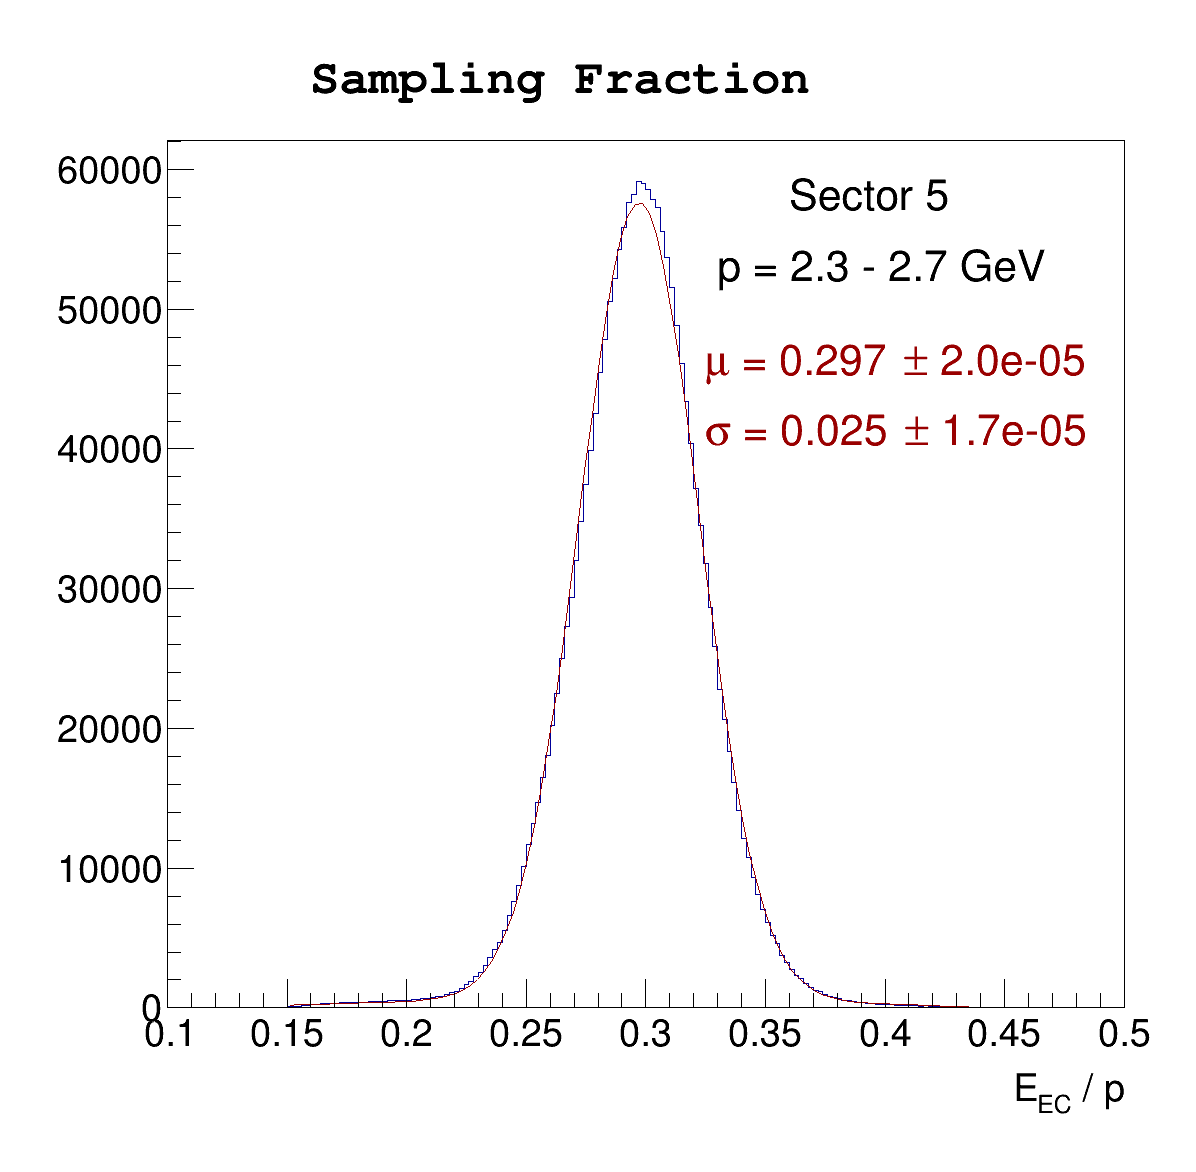 Sampling Fraction
60000
Sector 5
p = 2.3 - 2.7 GeV
50000
μ = 0.297 ± 2.0e-05
σ = 0.025 ± 1.7e-05
40000
30000
20000
10000
0
0.1 0.15 0.2 0.25 0.3 0.35 0.4 0.45 0.5
E_EC / p